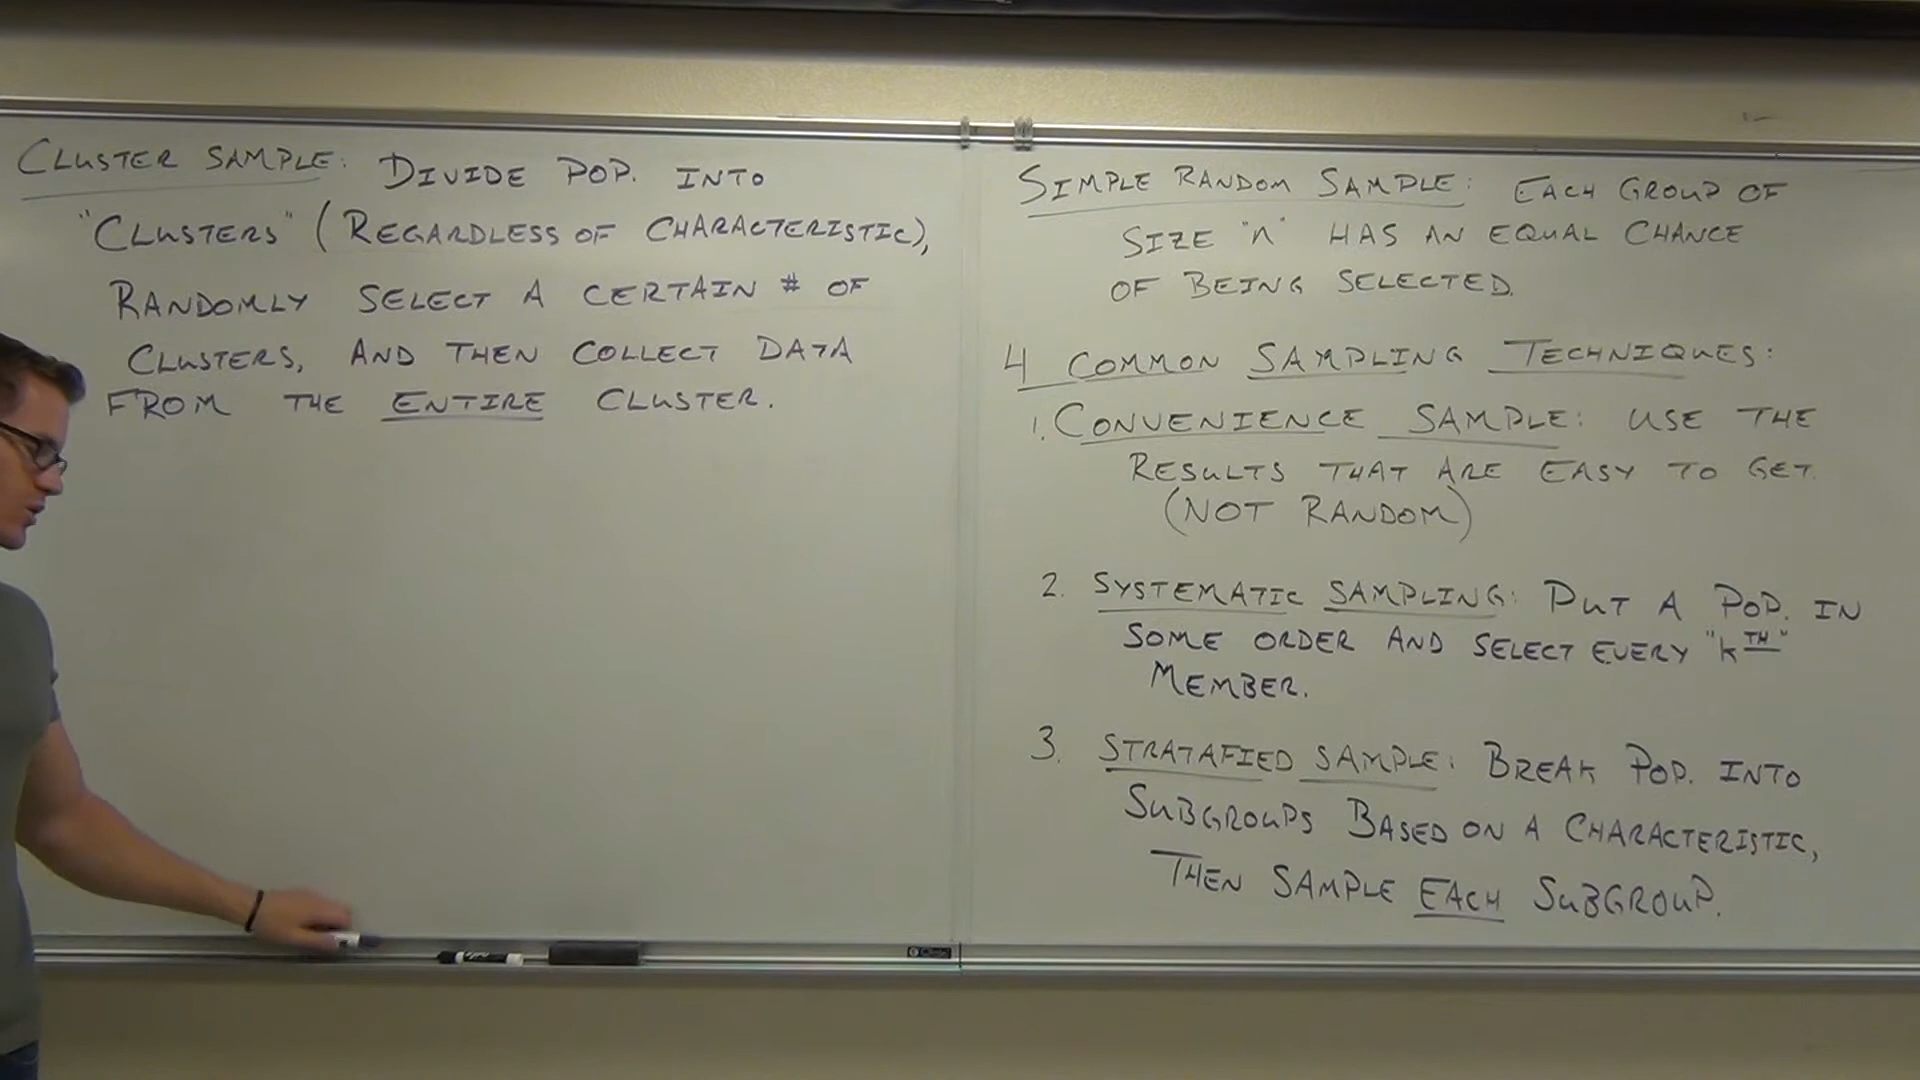 CLUSTER SAMPLE: DIVIDE POP. INTO
"CLUSTERS" (REGARDLESS OF CHARACTERISTIC),
RANDOMLY SELECT A CERTAIN # OF
CLUSTERS, AND THEN COLLECT DATA
FROM THE ENTIRE CLUSTER.
SIMPLE RANDOM SAMPLE: EACH GROUP OF
SIZE "n" HAS AN EQUAL CHANCE
OF BEING SELECTED.
4 COMMON SAMPLING TECHNIQUES:
1. CONVENIENCE SAMPLE: USE THE
RESULTS THAT ARE EASY TO GET.
(NOT RANDOM)
2. SYSTEMATIC SAMPLING: PUT A POP. IN
SOME ORDER AND SELECT EVERY "kTH"
MEMBER.
3. STRATAFIED SAMPLE: BREAK POP. INTO
SUBGROUPS BASED ON A CHARACTERISTIC,
THEN SAMPLE EACH SUBGROUP.